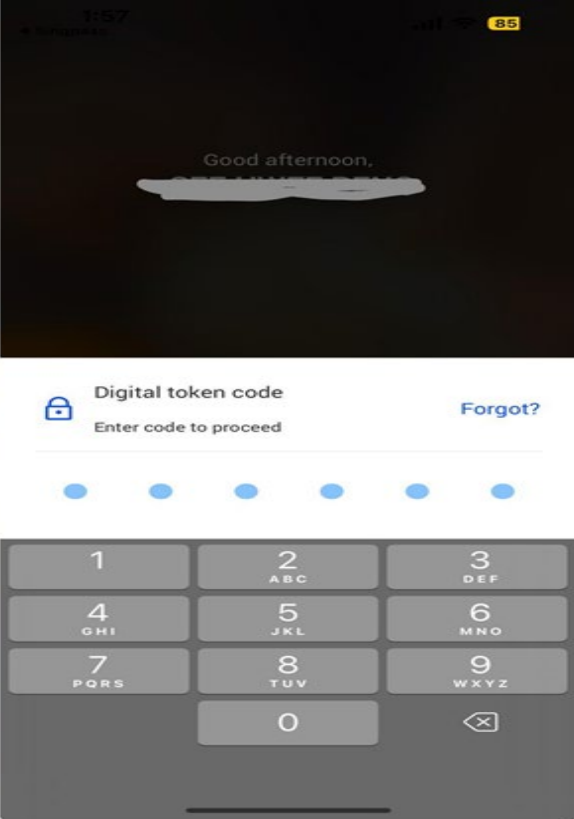 1:57
85
Good afternoon,
Digital token code
Forgot?
Enter code to proceed
1
2
ABC
3
DEF
4
GHI
5
JKL
6
MNO
7
PQRS
8
TUV
9
WXYZ
0